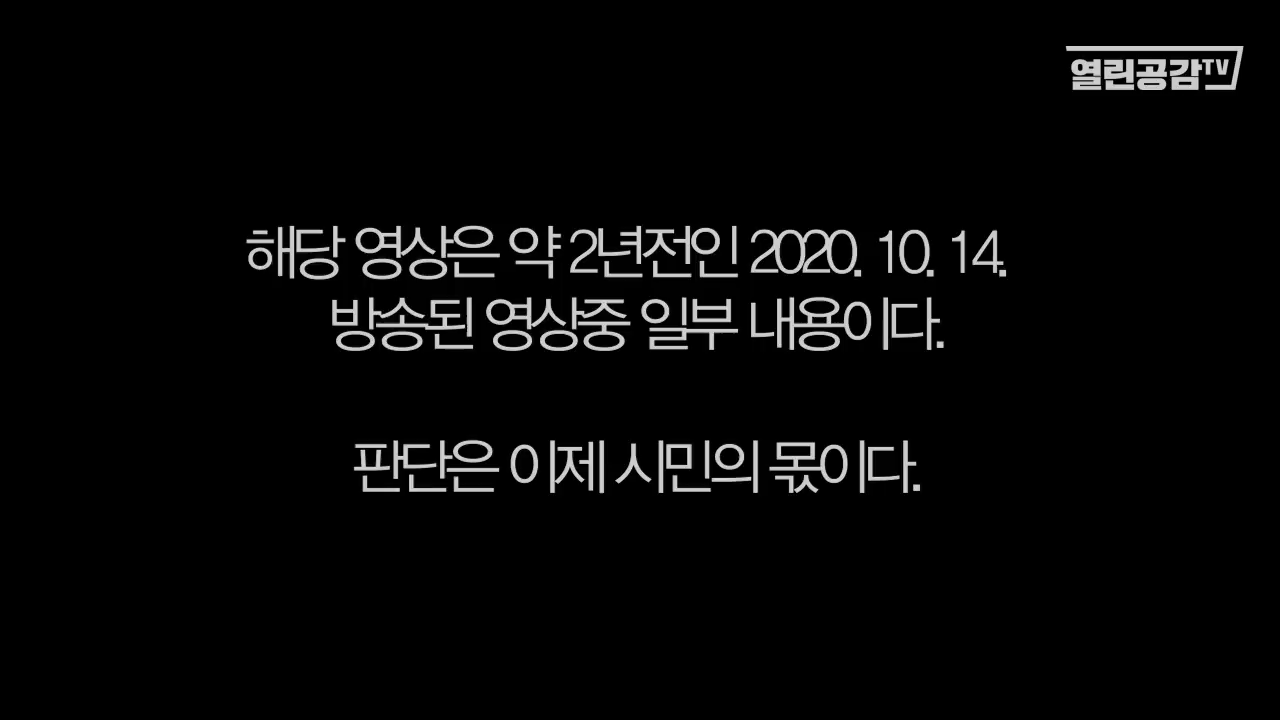 열린공감TV
해당 영상은 약 2년전인 2020. 10. 14.
방송된 영상중 일부 내용이다.
판단은 이제 시민의 몫이다.